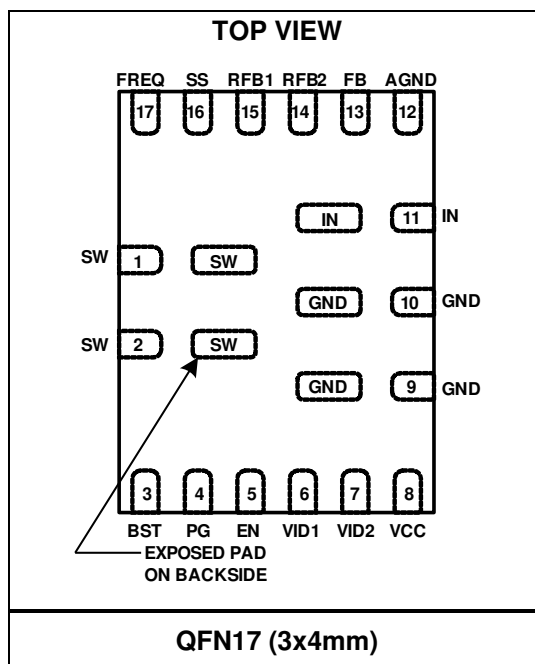 TOP VIEW
FREQ SS RFB1 RFB2 FB AGND
17 16 15 14 13 12
IN 11 IN
SW 1 SW
GND 10 GND
SW 2 SW
GND 9 GND
3 4 5 6 7 8
BST PG EN VID1 VID2 VCC
EXPOSED PAD
ON BACKSIDE
QFN17 (3x4mm)